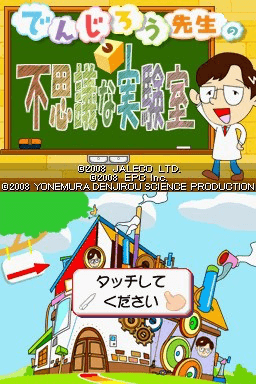 でんじろう先生の
不思議な実験室
©2008 JALECO LTD.
©2008 EPC Inc.
©2008 YONEMURA DENJIROU SCIENCE PRODUCTION
タッチして
ください